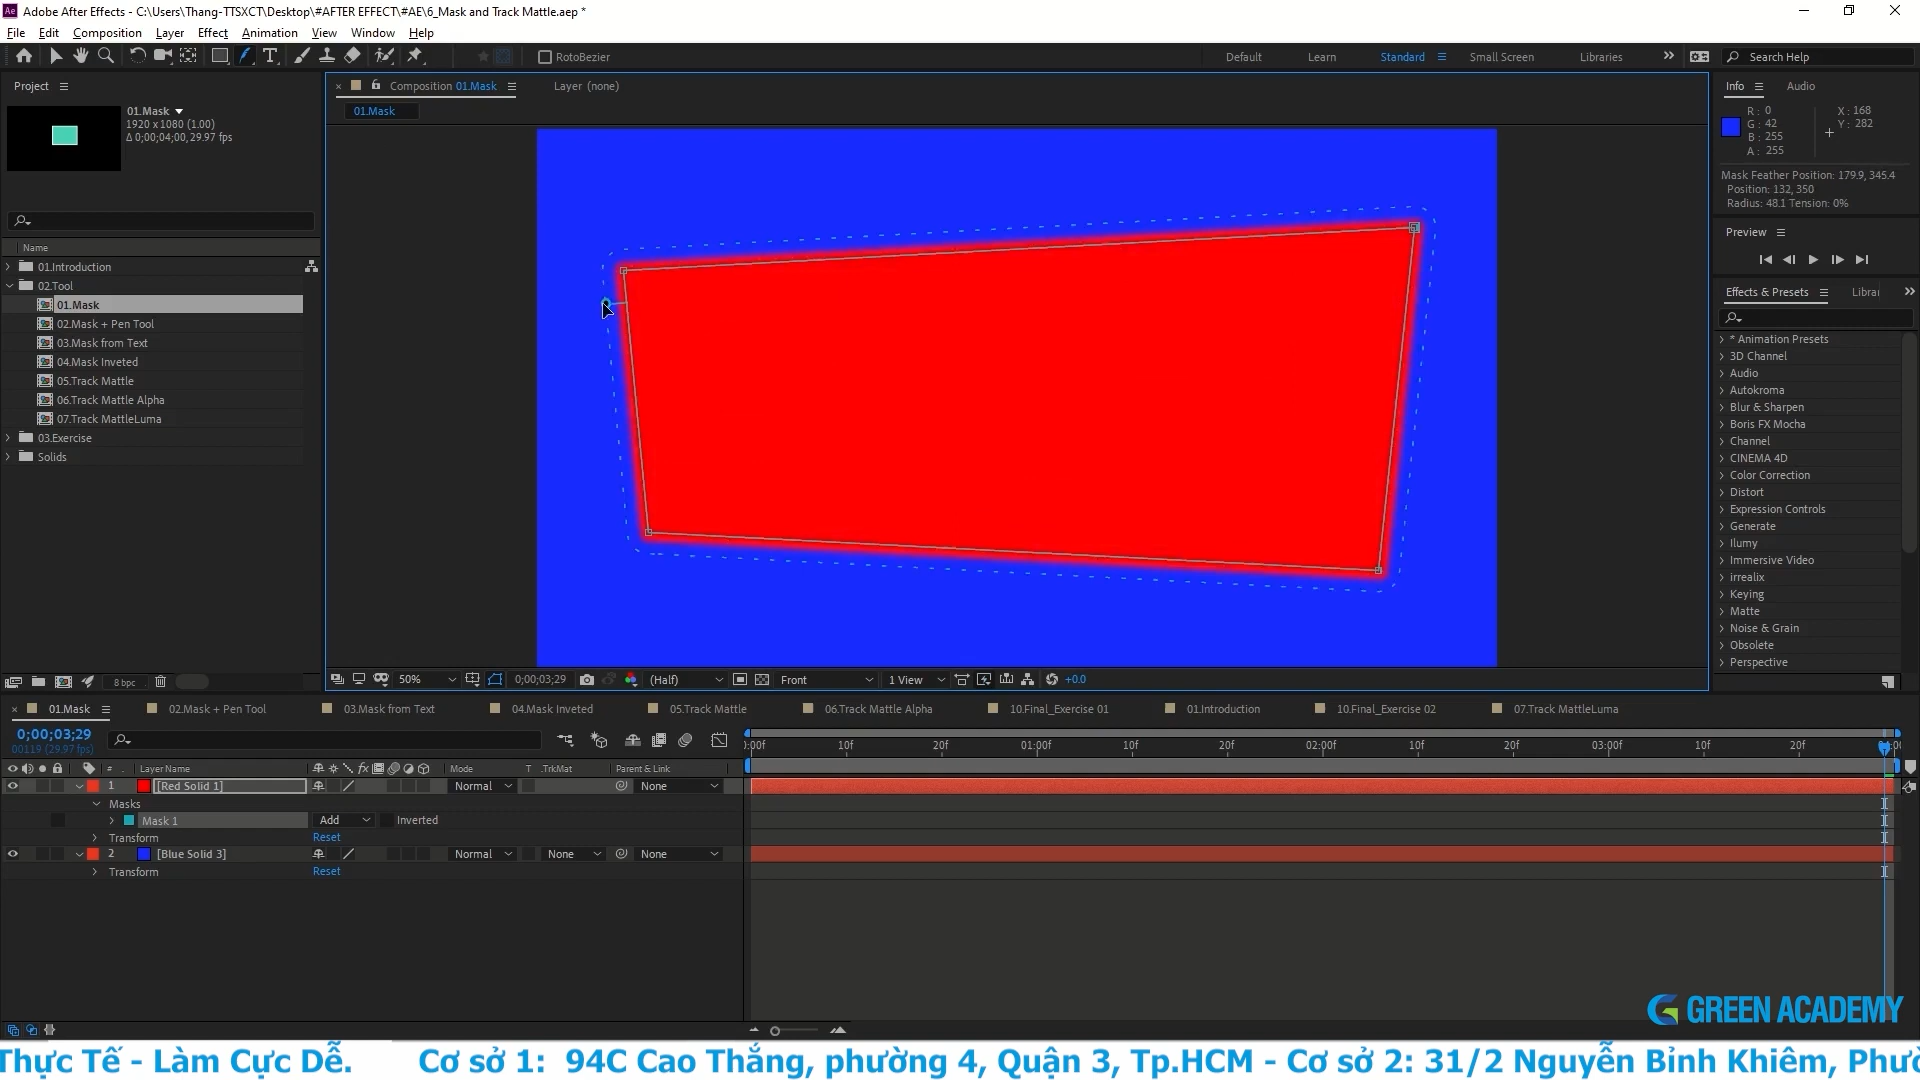 Ae Adobe After Effects - C:\Users\Thang-TTSXCT\Desktop\#AFTER EFFECT\#AE\6_Mask and Track Mattle.aep *
File Edit Composition Layer Effect Animation View Window Help
RotoBezier Default Learn Standard Small Screen Libraries Search Help
Project
01.Mask
1920 x 1080 (1.00)
Δ 0;00;04;00, 29.97 fps
Name
01.Introduction
02.Tool
01.Mask
02.Mask + Pen Tool
03.Mask from Text
04.Mask Inveted
05.Track Mattle
06.Track Mattle Alpha
07.Track MattleLuma
03.Exercise
Solids
8 bpc
Composition 01.Mask Layer (none)
01.Mask
50% 0;00;03;29 (Half) Front 1 View +0.0
Info Audio
R: 0 X: 168
G: 42 Y: 282
B: 255
A: 255
Mask Feather Position: 179.9, 345.4
Position: 132, 350
Radius: 48.1 Tension: 0%
Preview
Effects & Presets Librar
* Animation Presets
3D Channel
Audio
Autokroma
Blur & Sharpen
Boris FX Mocha
Channel
CINEMA 4D
Color Correction
Distort
Expression Controls
Generate
Ilumy
Immersive Video
irrealix
Keying
Matte
Noise & Grain
Obsolete
Perspective
01.Mask 02.Mask + Pen Tool 03.Mask from Text 04.Mask Inveted 05.Track Mattle 06.Track Mattle Alpha 10.Final_Exercise 01 01.Introduction 10.Final_Exercise 02 07.Track MattleLuma
0;00;03;29
00119 (29.97 fps)
:00f 10f 20f 01:00f 10f 20f 02:00f 10f 20f 03:00f 10f 20f
# Layer Name fx Mode T .TrkMat Parent & Link
1 [Red Solid 1] Normal None
Masks
Mask 1 Add Inverted
Transform Reset
2 [Blue Solid 3] Normal None None
Transform Reset
GREEN ACADEMY
Thực Tế - Làm Cực Dễ. Cơ sở 1: 94C Cao Thắng, phường 4, Quận 3, Tp.HCM - Cơ sở 2: 31/2 Nguyễn Bỉnh Khiêm,